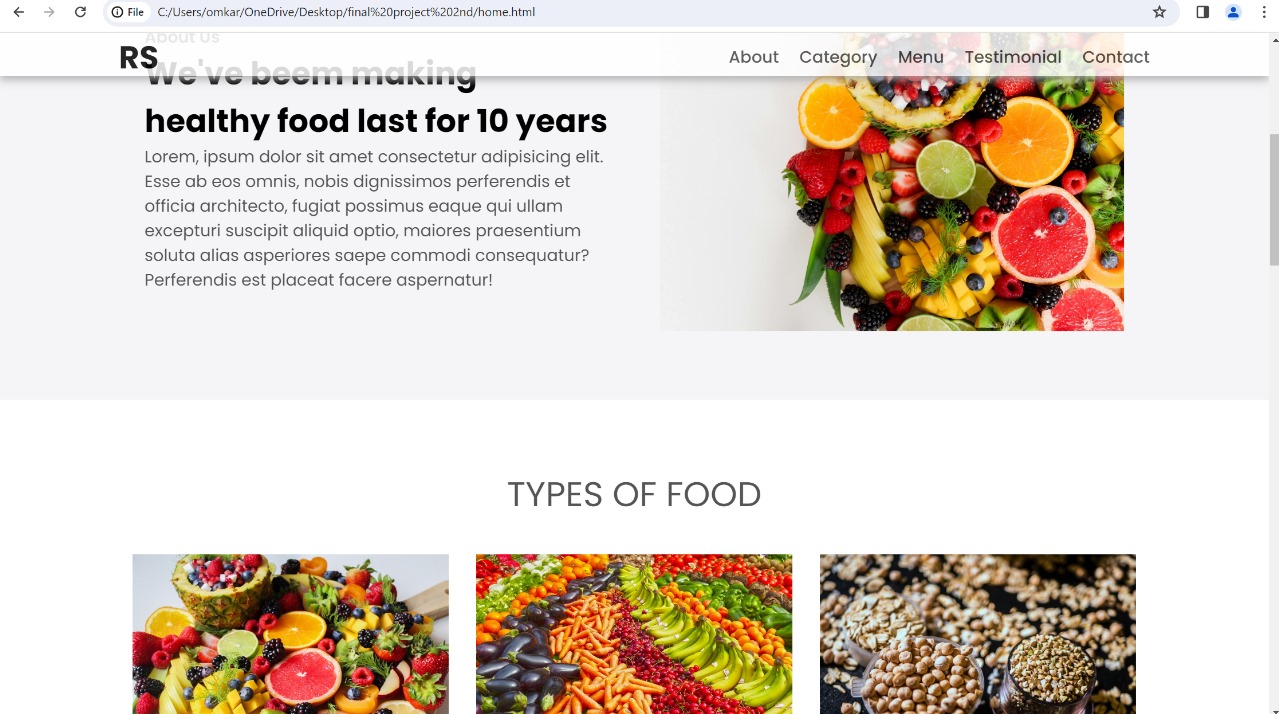 File C:/Users/omkar/OneDrive/Desktop/final%20project%202nd/home.html
About Us
RS
About Category Menu Testimonial Contact
We've beem making
healthy food last for 10 years
Lorem, ipsum dolor sit amet consectetur adipisicing elit.
Esse ab eos omnis, nobis dignissimos perferendis et
officia architecto, fugiat possimus eaque qui ullam
excepturi suscipit aliquid optio, maiores praesentium
soluta alias asperiores saepe commodi consequatur?
Perferendis est placeat facere aspernatur!
TYPES OF FOOD